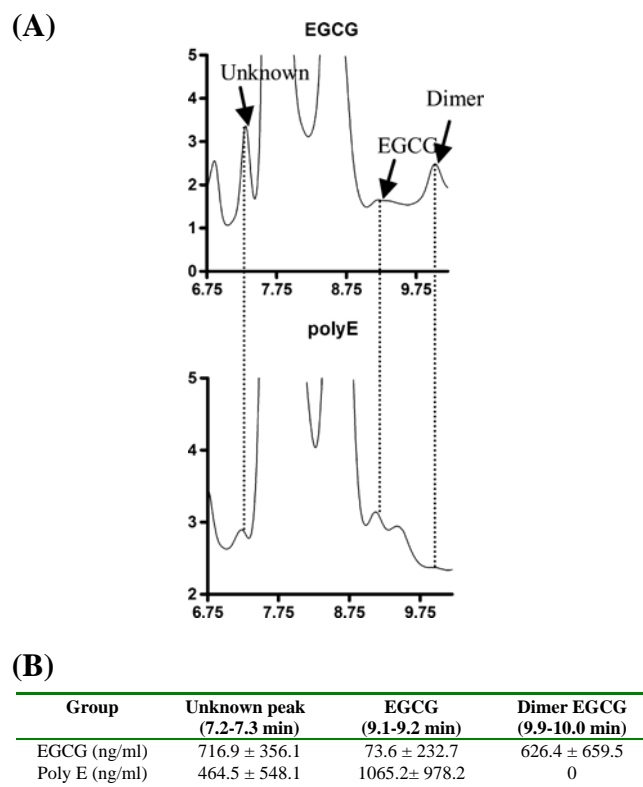 (A)
EGCG
5
Unknown
4
Dimer
3
EGCG
2
1
0
6.75 7.75 8.75 9.75
polyE
5
4
3
2
6.75 7.75 8.75 9.75
(B)
Group Unknown peak (7.2-7.3 min) EGCG (9.1-9.2 min) Dimer EGCG (9.9-10.0 min)
EGCG (ng/ml) 716.9 ± 356.1 73.6 ± 232.7 626.4 ± 659.5
Poly E (ng/ml) 464.5 ± 548.1 1065.2± 978.2 0